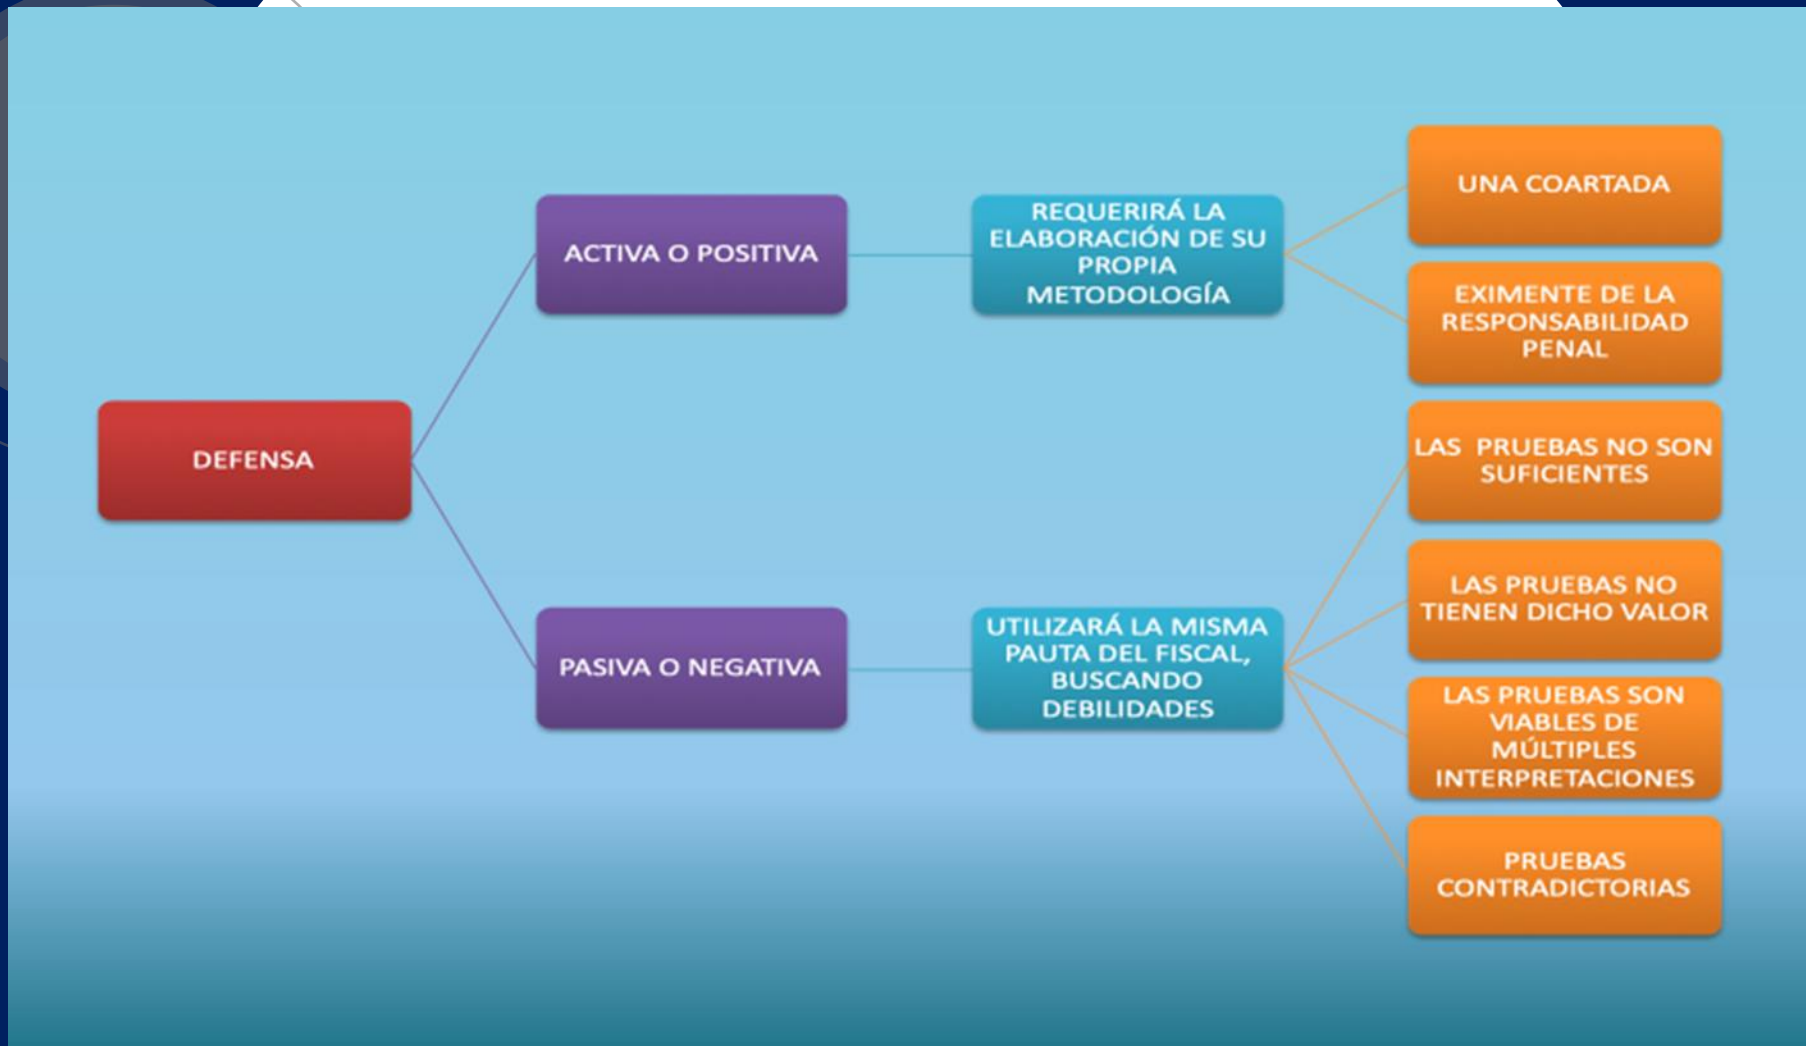 DEFENSA
ACTIVA O POSITIVA
REQUERIRÁ LA
ELABORACIÓN DE SU
PROPIA
METODOLOGÍA
UNA COARTADA
EXIMENTE DE LA
RESPONSABILIDAD
PENAL
PASIVA O NEGATIVA
UTILIZARÁ LA MISMA
PAUTA DEL FISCAL,
BUSCANDO
DEBILIDADES
LAS PRUEBAS NO SON
SUFICIENTES
LAS PRUEBAS NO
TIENEN DICHO VALOR
LAS PRUEBAS SON
VIABLES DE
MÚLTIPLES
INTERPRETACIONES
PRUEBAS
CONTRADICTORIAS